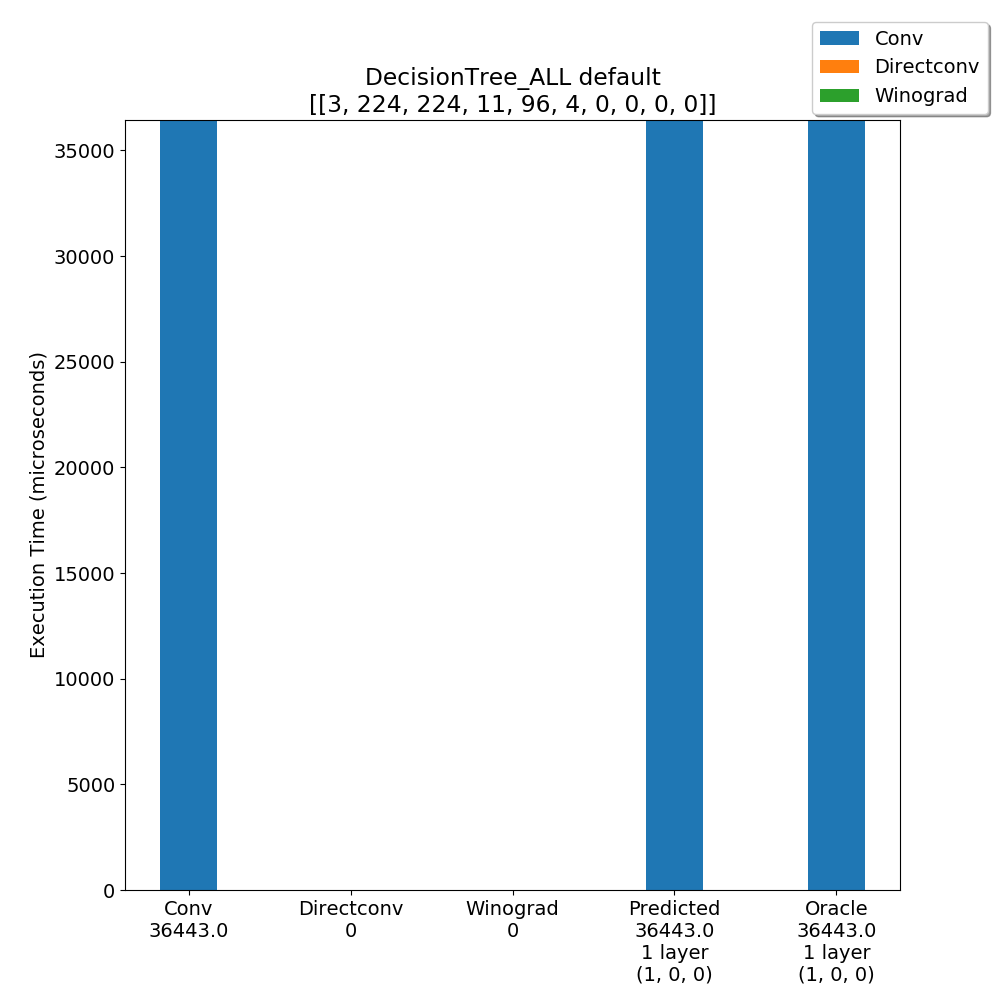 Conv
Directconv
Winograd
DecisionTree_ALL default
[[3, 224, 224, 11, 96, 4, 0, 0, 0, 0]]
Execution Time (microseconds)
35000
30000
25000
20000
15000
10000
5000
0
Conv
36443.0
Directconv
0
Winograd
0
Predicted
36443.0
1 layer
(1, 0, 0)
Oracle
36443.0
1 layer
(1, 0, 0)